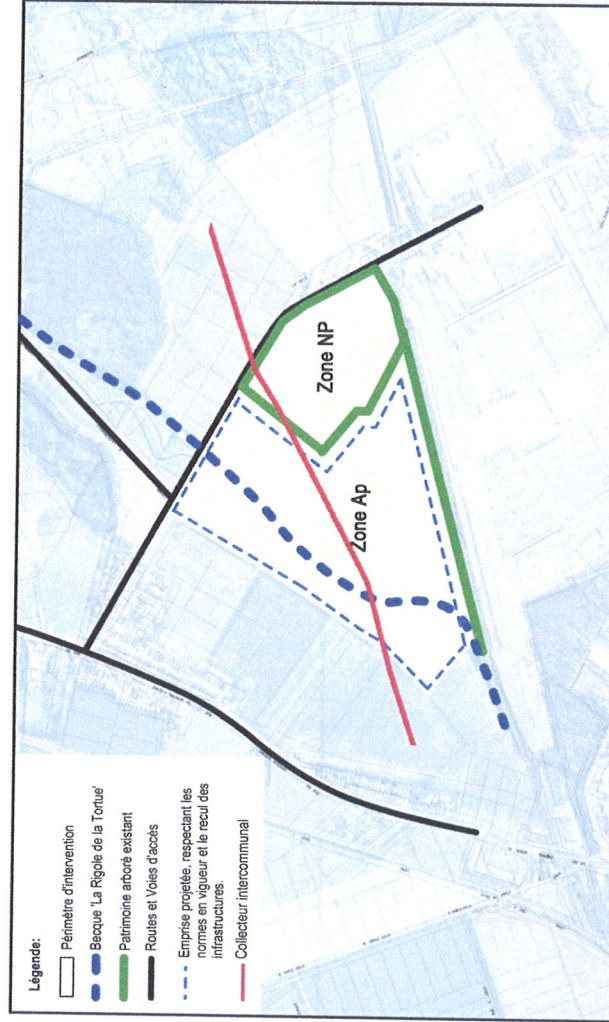 Légende:
Périmètre d'intervention
Becque 'La Rigole de la Tortue'
Patrimoine arboré existant
Routes et Voies d'accès
Emprise projetée, respectant les
normes en vigueur et le recul des
infrastructures.
Collecteur intercommunal
Zone NP
Zone Ap